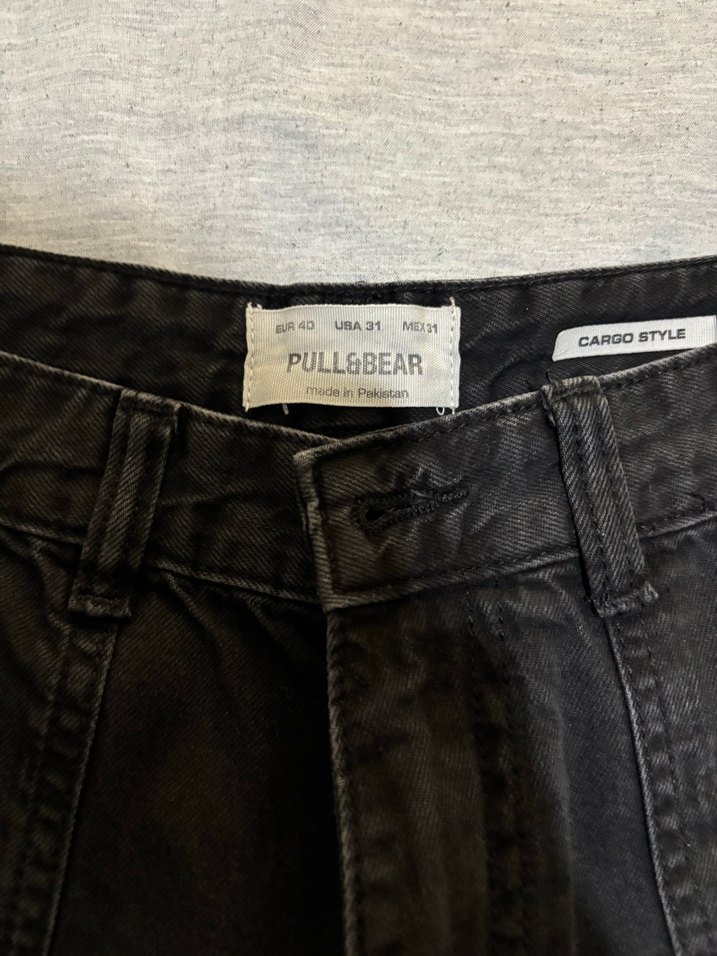 EUR 40 USA 31 MEX 31
PULL&BEAR
made in Pakistan
CARGO STYLE